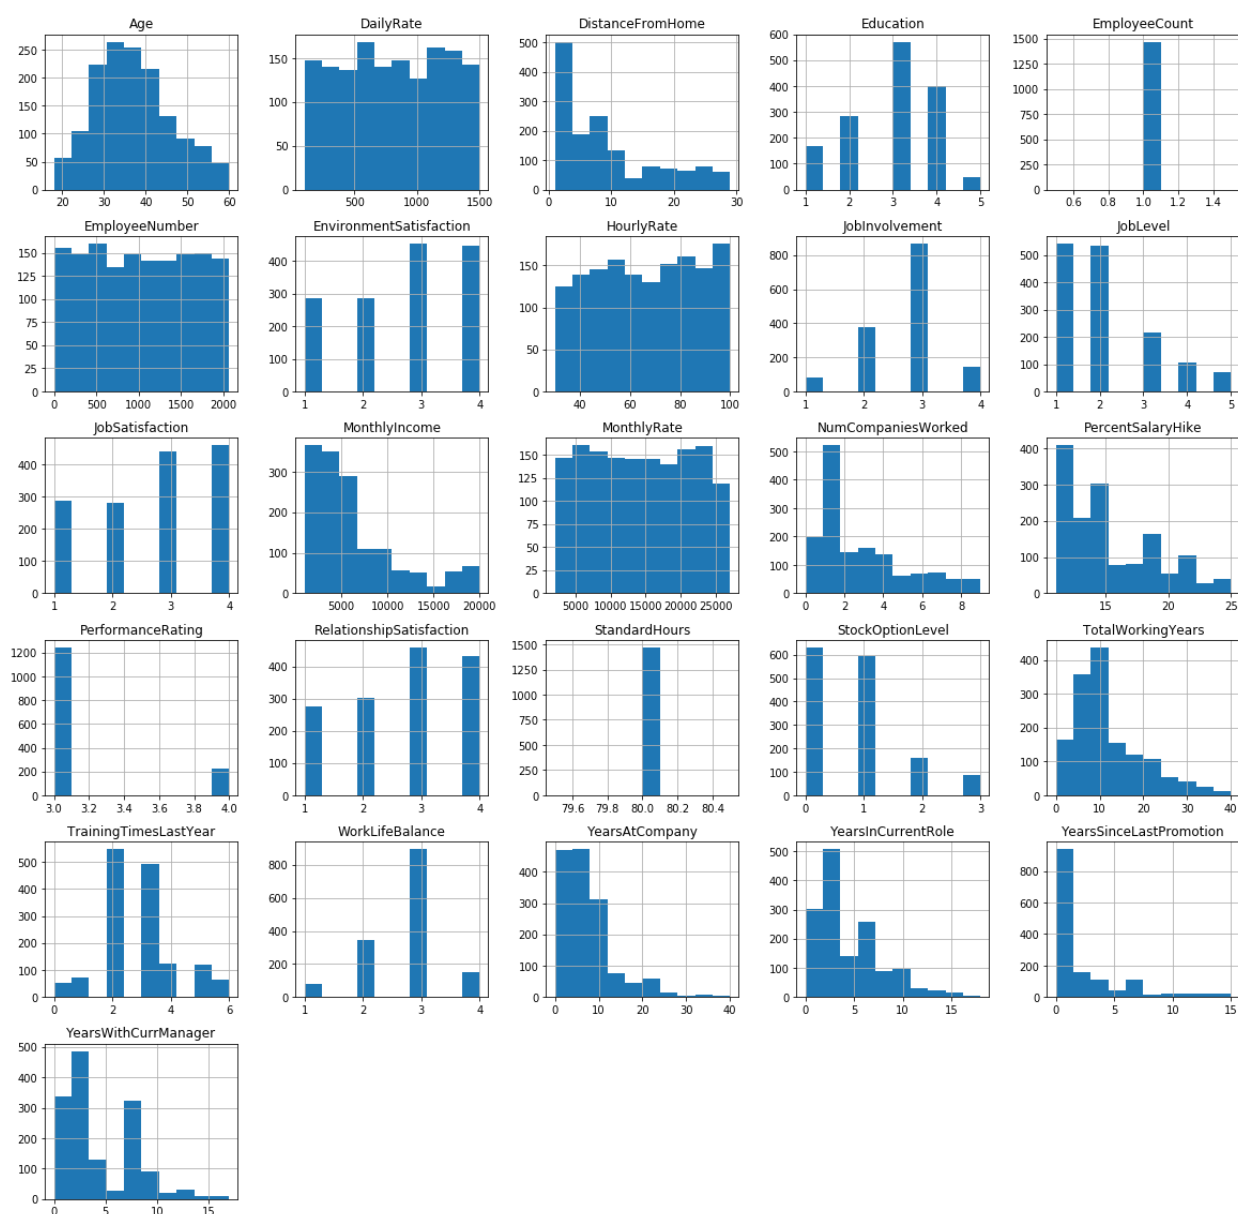 Age
250
200
150
100
50
0
20 30 40 50 60
DailyRate
150
100
50
0
500 1000 1500
DistanceFromHome
500
400
300
200
100
0
0 10 20 30
Education
600
500
400
300
200
100
0
1 2 3 4 5
EmployeeCount
1500
1250
1000
750
500
250
0
0.6 0.8 1.0 1.2 1.4
EmployeeNumber
150
125
100
75
50
25
0
0 500 1000 1500 2000
EnvironmentSatisfaction
400
300
200
100
0
1 2 3 4
HourlyRate
150
100
50
0
40 60 80 100
JobInvolvement
800
600
400
200
0
1 2 3 4
JobLevel
500
400
300
200
100
0
1 2 3 4 5
JobSatisfaction
400
300
200
100
0
1 2 3 4
MonthlyIncome
300
200
100
0
5000 10000 15000 20000
MonthlyRate
150
125
100
75
50
25
0
5000 10000 15000 20000 25000
NumCompaniesWorked
500
400
300
200
100
0
0 2 4 6 8
PercentSalaryHike
400
300
200
100
0
15 20 25
PerformanceRating
1200
1000
800
600
400
200
0
3.0 3.2 3.4 3.6 3.8 4.0
RelationshipSatisfaction
400
300
200
100
0
1 2 3 4
StandardHours
1500
1250
1000
750
500
250
0
79.6 79.8 80.0 80.2 80.4
StockOptionLevel
600
500
400
300
200
100
0
0 1 2 3
TotalWorkingYears
400
300
200
100
0
0 10 20 30 40
TrainingTimesLastYear
500
400
300
200
100
0
0 2 4 6
WorkLifeBalance
800
600
400
200
0
1 2 3 4
YearsAtCompany
400
300
200
100
0
0 10 20 30 40
YearsInCurrentRole
500
400
300
200
100
0
0 5 10 15
YearsSinceLastPromotion
800
600
400
200
0
0 5 10 15
YearsWithCurrManager
500
400
300
200
100
0
0 5 10 15